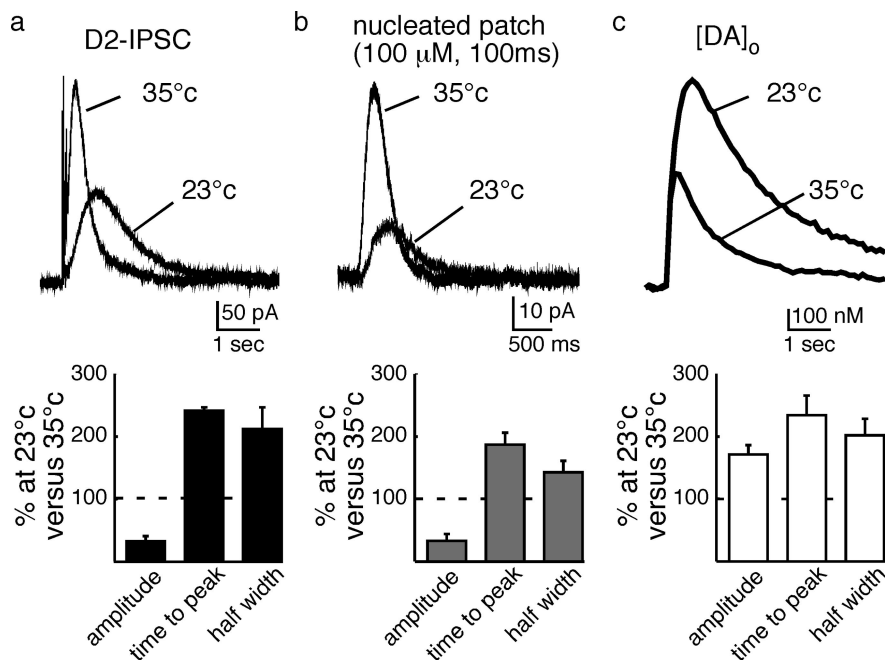 a
D2-IPSC
35°c
23°c
50 pA
1 sec
b
nucleated patch
(100 μM, 100ms)
35°c
23°c
10 pA
500 ms
c
[DA]o
23°c
35°c
100 nM
1 sec
% at 23°c
versus 35°c
300
200
100
amplitude
time to peak
half width
% at 23°c
versus 35°c
300
200
100
amplitude
time to peak
half width
% at 23°c
versus 35°c
300
200
100
amplitude
time to peak
half width